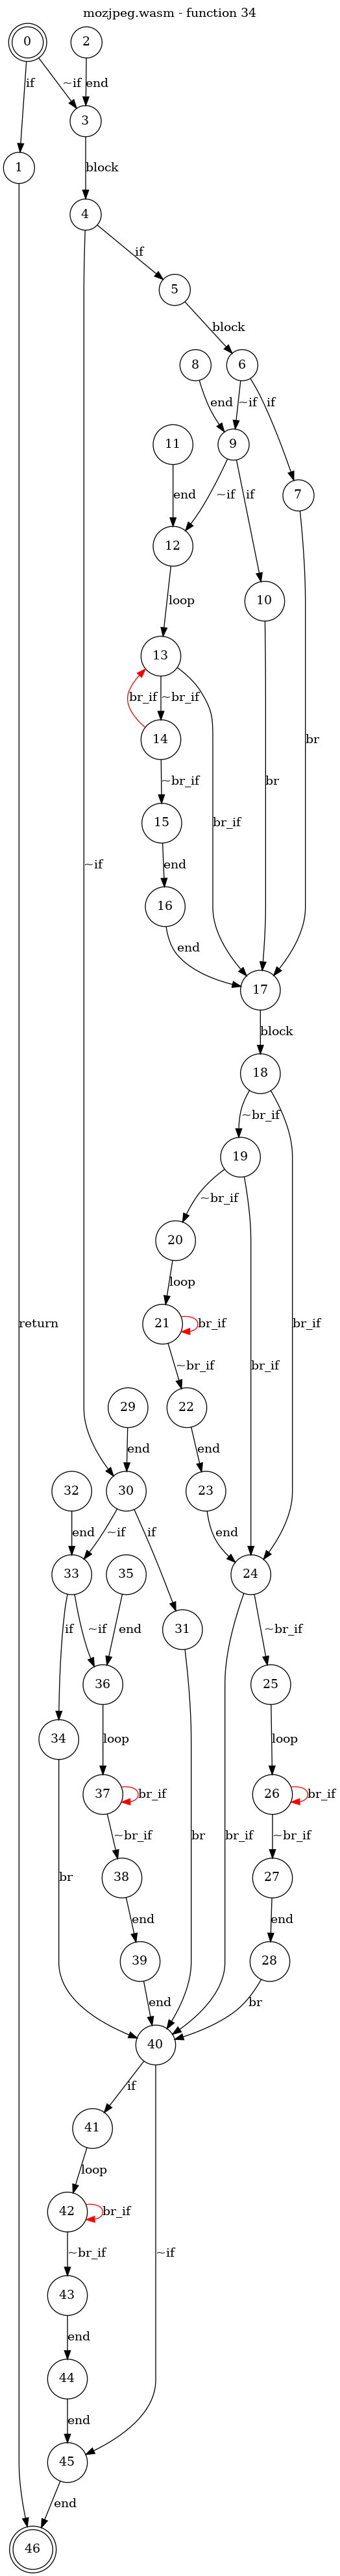 mozjpeg.wasm - function 34
0
2
if
~if
end
3
1
block
4
if
5
block
8
6
end
~if
if
11
9
7
end
~if
if
12
10
loop
13
br_if
~br_if
14
br
br
~br_if
br_if
15
~if
end
16
end
17
block
18
~br_if
19
~br_if
20
loop
return
21
br_if
br_if
br_if
~br_if
29
22
end
end
32
30
23
end
~if
if
end
33
35
24
31
if
~if
end
~br_if
36
25
34
loop
br_if
loop
37
br_if
26
br_if
br
~br_if
br
~br_if
38
27
end
end
39
28
end
br
40
if
41
loop
42
br_if
~if
~br_if
43
end
44
end
45
end
46